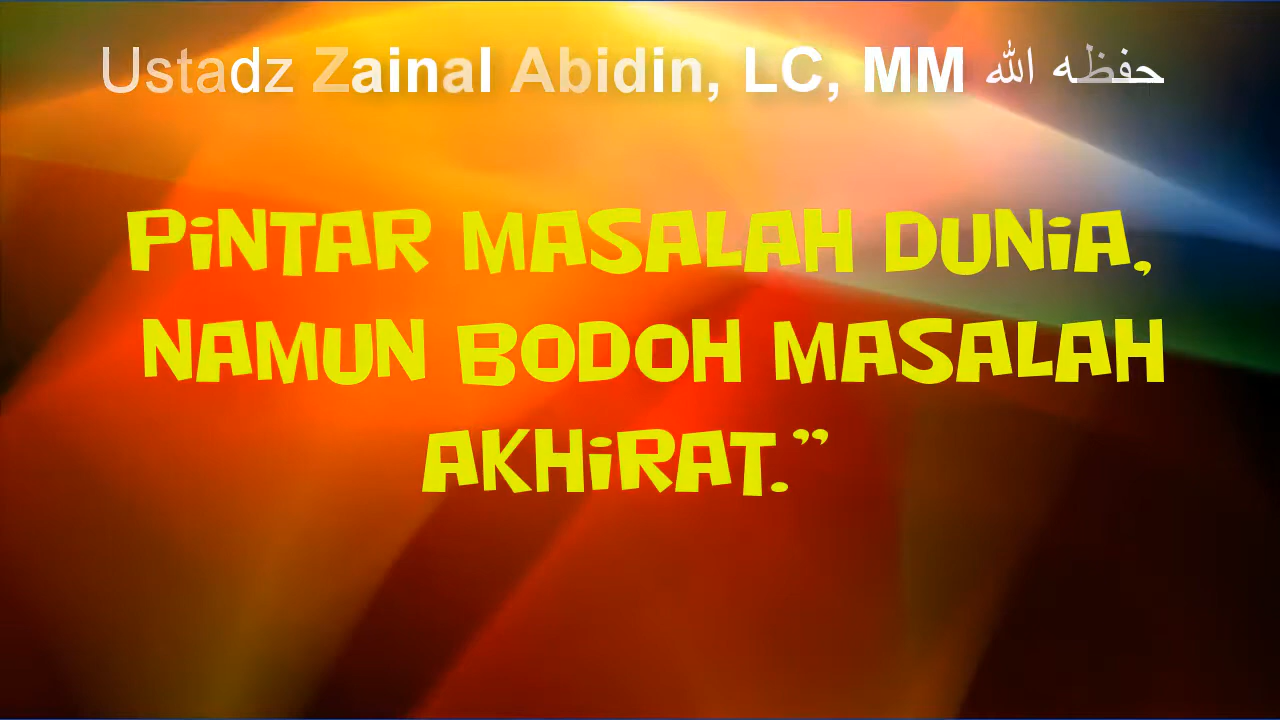 Ustadz Zainal Abidin, LC, MM حفظه الله
PiNTAR MASALAH DUNiA,
NAMUN BODOH MASALAH
AKHiRAT.”